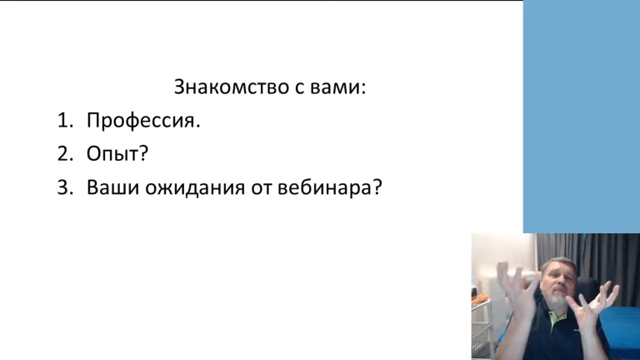 Знакомство с вами:
1. Профессия.
2. Опыт?
3. Ваши ожидания от вебинара?